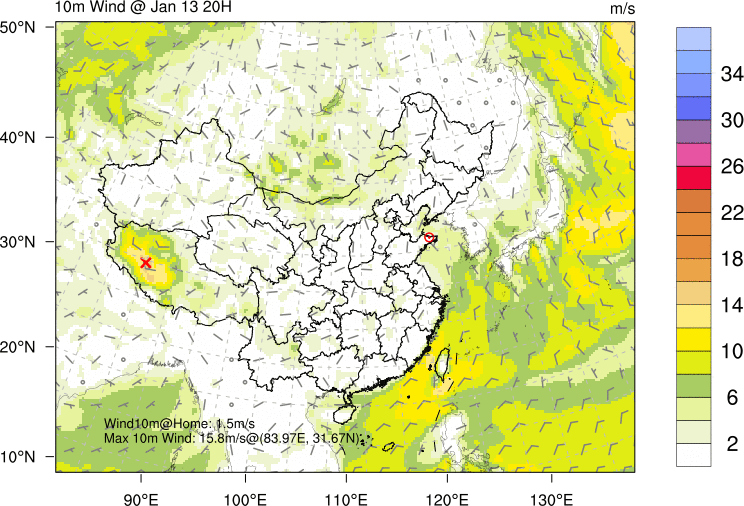 10m Wind @ Jan 13 20H
m/s
50°N
40°N
30°N
20°N
10°N
34
30
26
22
18
14
10
6
2
Wind10m@Home: 1.5m/s
Max 10m Wind: 15.8m/s@(83.97E, 31.67N)
90°E
100°E
110°E
120°E
130°E